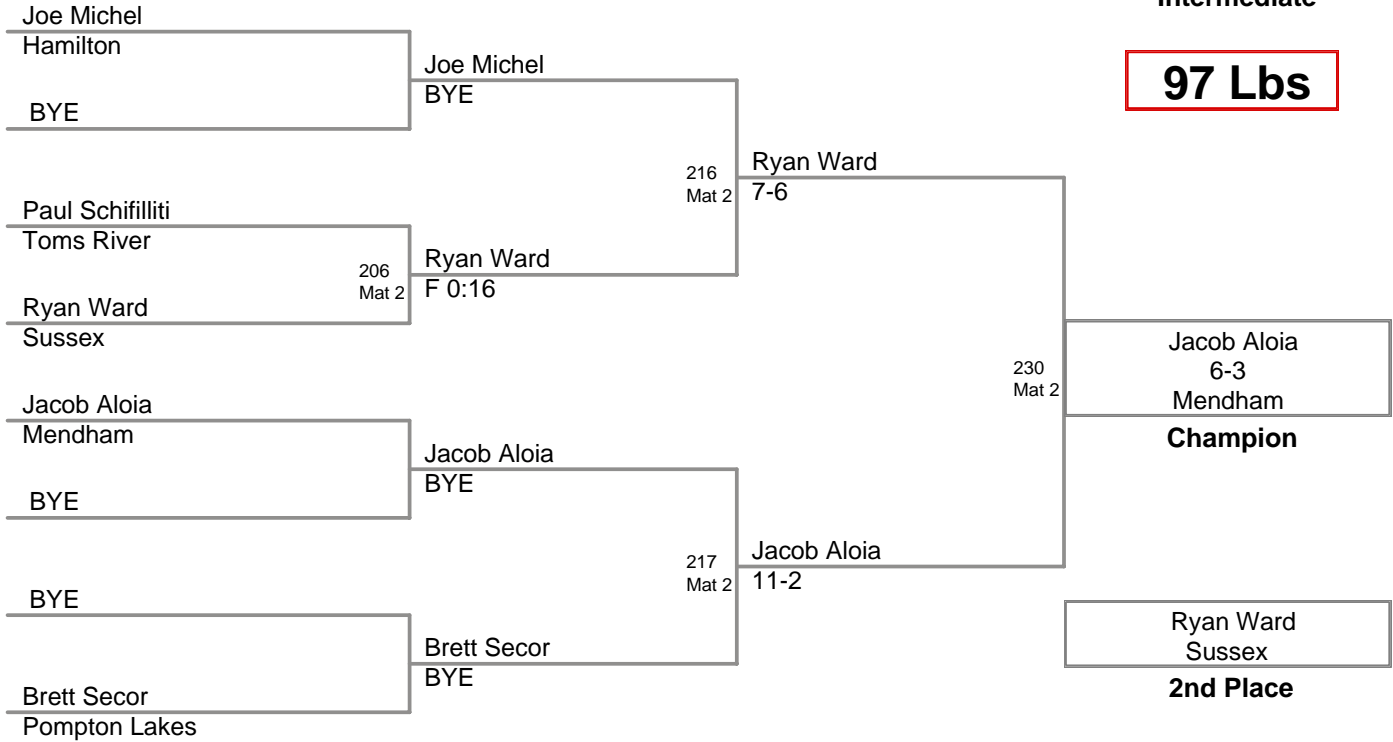 Intermediate
97 Lbs
Joe Michel
Hamilton
BYE
Paul Schifilliti
Toms River
Ryan Ward
Sussex
Jacob Aloia
Mendham
BYE
BYE
Brett Secor
Pompton Lakes
Joe Michel
BYE
206
Mat 2
Ryan Ward
F 0:16
Jacob Aloia
BYE
Brett Secor
BYE
216
Mat 2
Ryan Ward
7-6
217
Mat 2
Jacob Aloia
11-2
230
Mat 2
Jacob Aloia
6-3
Mendham
Champion
Ryan Ward
Sussex
2nd Place